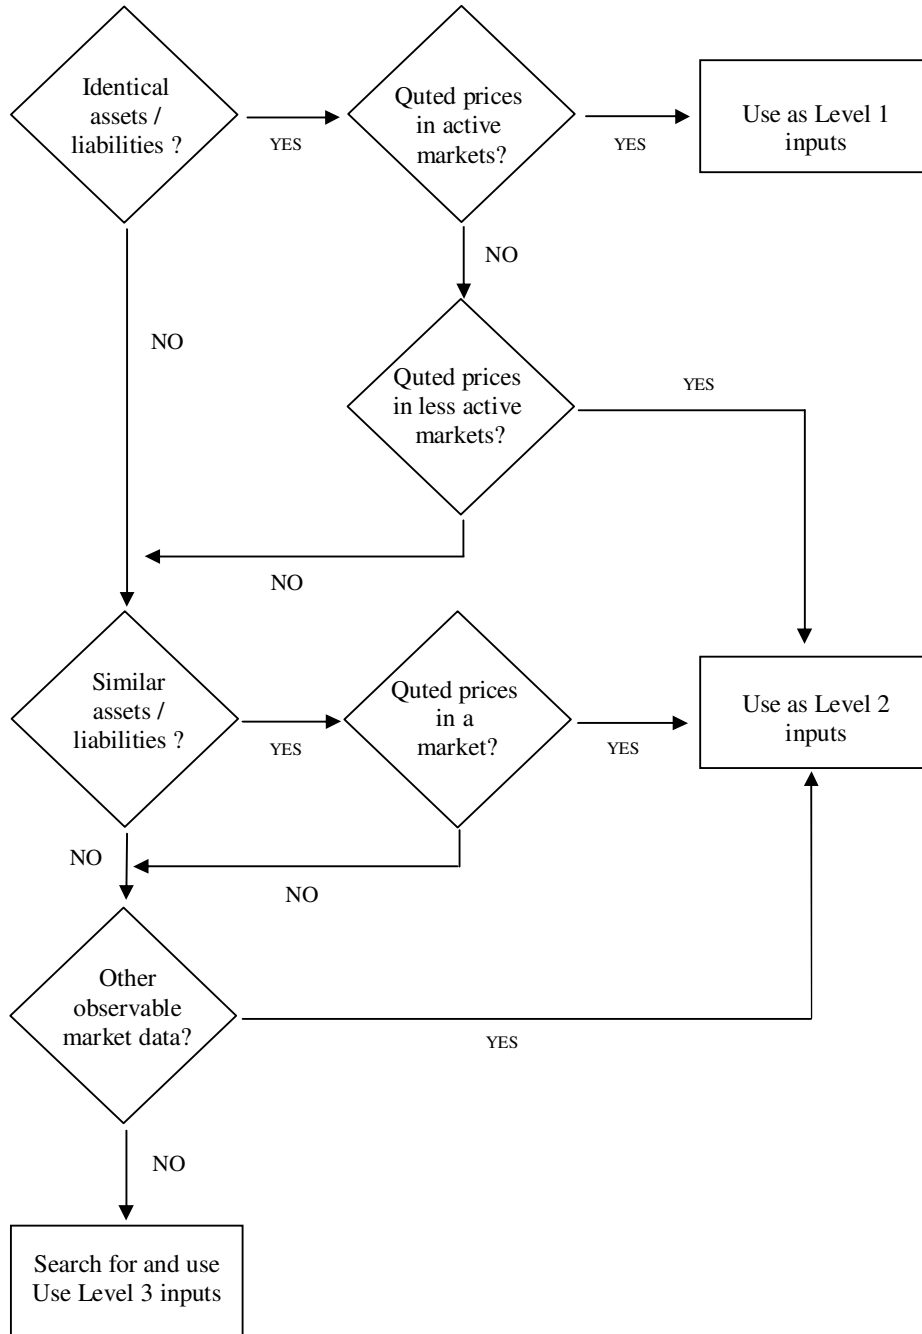 Identical
assets /
liabilities ?
YES
Quted prices
in active
markets?
YES
Use as Level 1
inputs
NO
NO
Quted prices
in less active
markets?
YES
NO
Similar
assets /
liabilities ?
YES
Quted prices
in a
market?
YES
Use as Level 2
inputs
NO
NO
Other
observable
market data?
YES
NO
Search for and use
Use Level 3 inputs